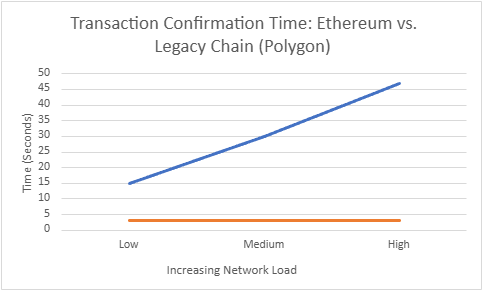 Transaction Confirmation Time: Ethereum vs.
Legacy Chain (Polygon)
Time (Seconds)
50
45
40
35
30
25
20
15
10
5
0
Low Medium High
Increasing Network Load